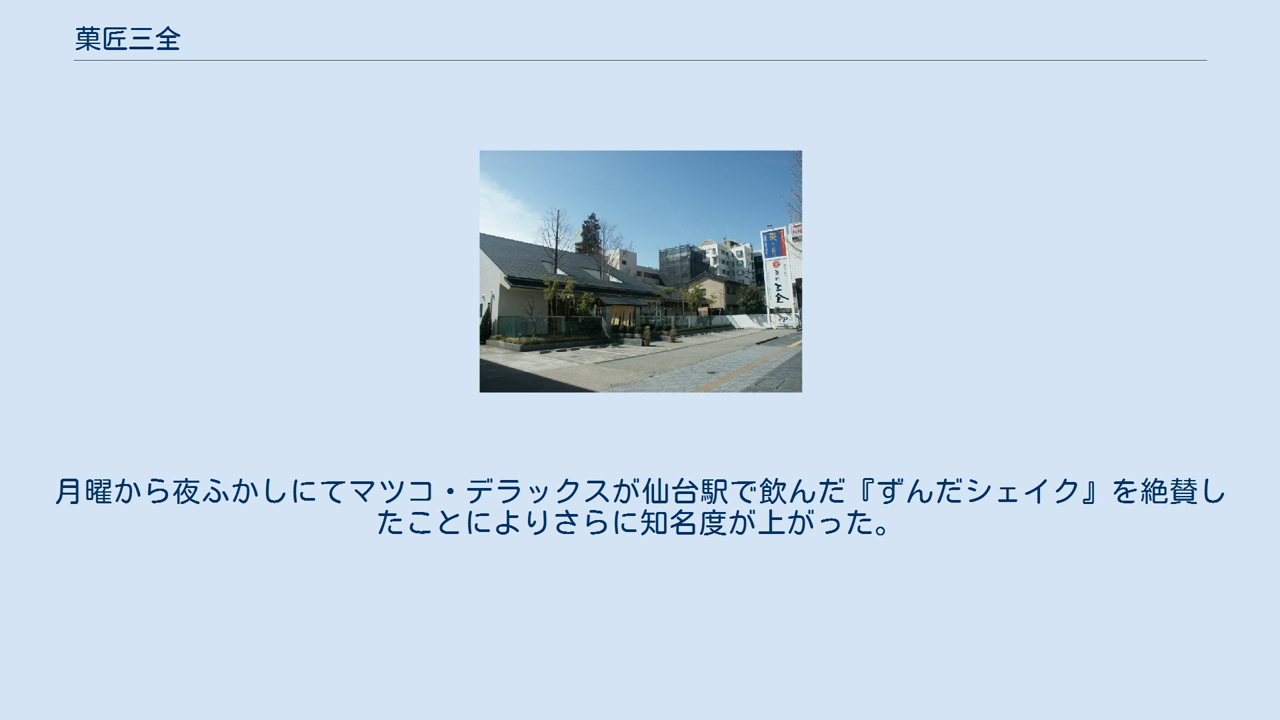 菓匠三全
月曜から夜ふかしにてマツコ・デラックスが仙台駅で飲んだ『ずんだシェイク』を絶賛し
たことによりさらに知名度が上がった。
三全